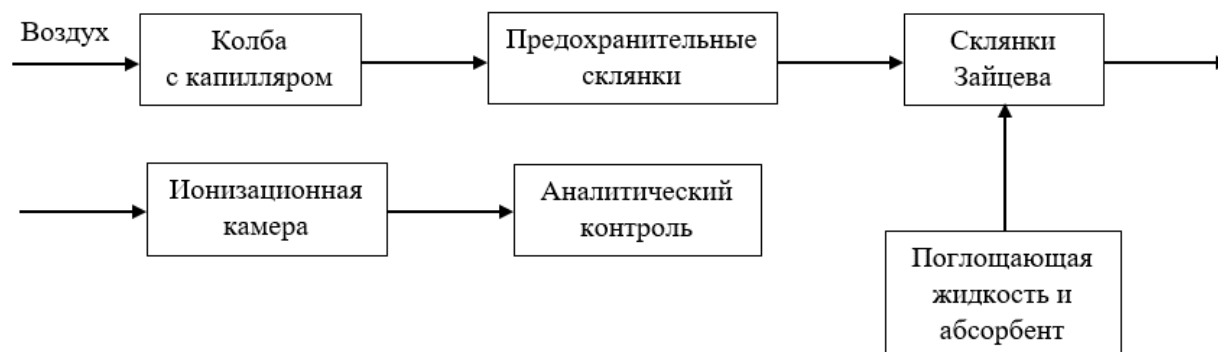 Воздух
Колба
с капилляром
Предохранительные
склянки
Склянки
Зайцева
Ионизационная
камера
Аналитический
контроль
Поглощающая
жидкость и
абсорбент